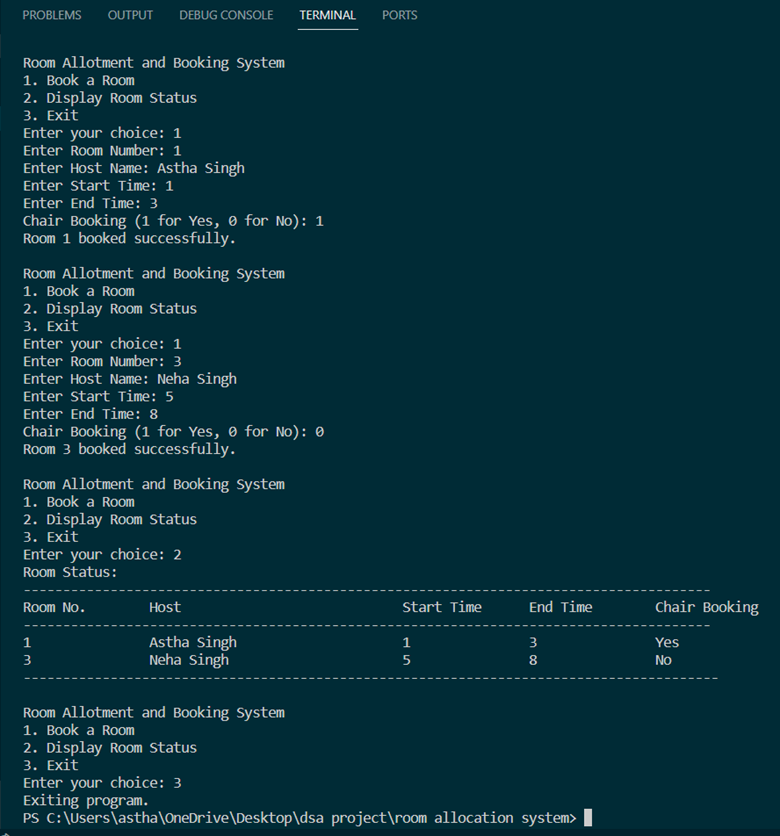 PROBLEMS OUTPUT DEBUG CONSOLE TERMINAL PORTS
Room Allotment and Booking System
1. Book a Room
2. Display Room Status
3. Exit
Enter your choice: 1
Enter Room Number: 1
Enter Host Name: Astha Singh
Enter Start Time: 1
Enter End Time: 3
Chair Booking (1 for Yes, 0 for No): 1
Room 1 booked successfully.
Room Allotment and Booking System
1. Book a Room
2. Display Room Status
3. Exit
Enter your choice: 1
Enter Room Number: 3
Enter Host Name: Neha Singh
Enter Start Time: 5
Enter End Time: 8
Chair Booking (1 for Yes, 0 for No): 0
Room 3 booked successfully.
Room Allotment and Booking System
1. Book a Room
2. Display Room Status
3. Exit
Enter your choice: 2
Room Status:
---------------------------------------------------------------------------------------
Room No. Host Start Time End Time Chair Booking
---------------------------------------------------------------------------------------
1 Astha Singh 1 3 Yes
3 Neha Singh 5 8 No
----------------------------------------------------------------------------------------
Room Allotment and Booking System
1. Book a Room
2. Display Room Status
3. Exit
Enter your choice: 3
Exiting program.
PS C:\Users\astha\OneDrive\Desktop\dsa project\room allocation system>